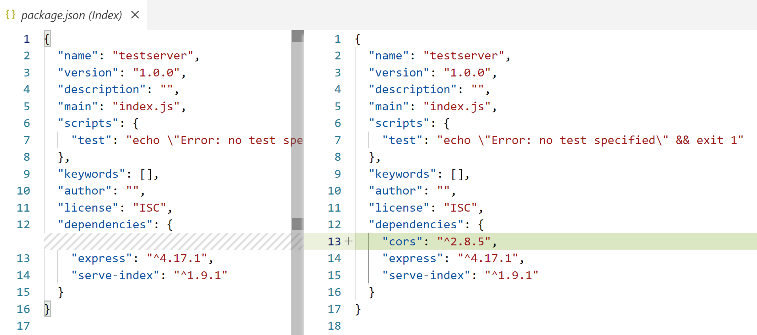 {} package.json (Index) ×
1 {
2 "name": "testserver",
3 "version": "1.0.0",
4 "description": "",
5 "main": "index.js",
6 "scripts": {
7 "test": "echo \"Error: no test spe
8 },
9 "keywords": [],
10 "author": "",
11 "license": "ISC",
12 "dependencies": {
13 "express": "^4.17.1",
14 "serve-index": "^1.9.1"
15 }
16 }
17
1 {
2 "name": "testserver",
3 "version": "1.0.0",
4 "description": "",
5 "main": "index.js",
6 "scripts": {
7 "test": "echo \"Error: no test specified\" && exit 1"
8 },
9 "keywords": [],
10 "author": "",
11 "license": "ISC",
12 "dependencies": {
13 + "cors": "^2.8.5",
14 "express": "^4.17.1",
15 "serve-index": "^1.9.1"
16 }
17 }
18